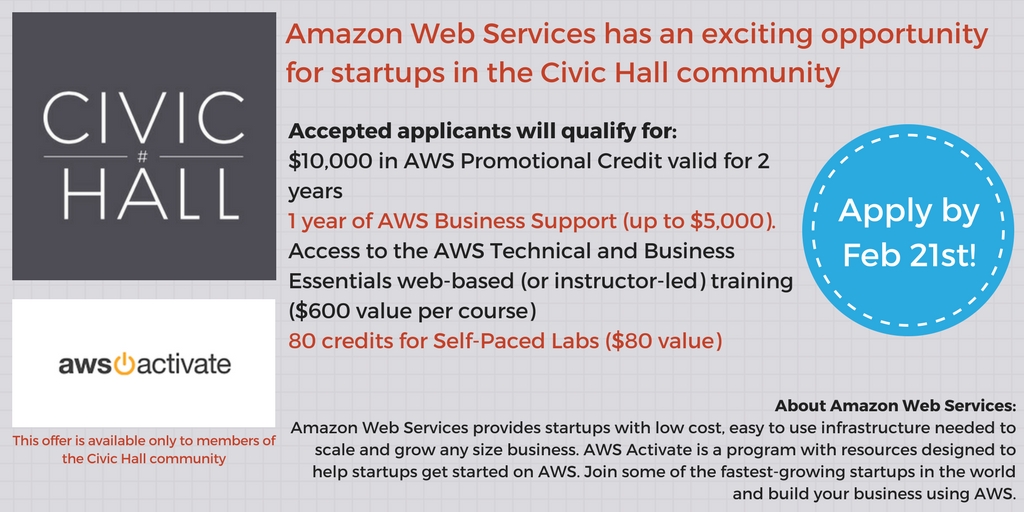 CIVIC
#
HALL
aws activate
This offer is available only to members of
the Civic Hall community
Amazon Web Services has an exciting opportunity
for startups in the Civic Hall community
Accepted applicants will qualify for:
$10,000 in AWS Promotional Credit valid for 2
years
1 year of AWS Business Support (up to $5,000).
Access to the AWS Technical and Business
Essentials web-based (or instructor-led) training
($600 value per course)
80 credits for Self-Paced Labs ($80 value)
Apply by
Feb 21st!
About Amazon Web Services:
Amazon Web Services provides startups with low cost, easy to use infrastructure needed to
scale and grow any size business. AWS Activate is a program with resources designed to
help startups get started on AWS. Join some of the fastest-growing startups in the world
and build your business using AWS.